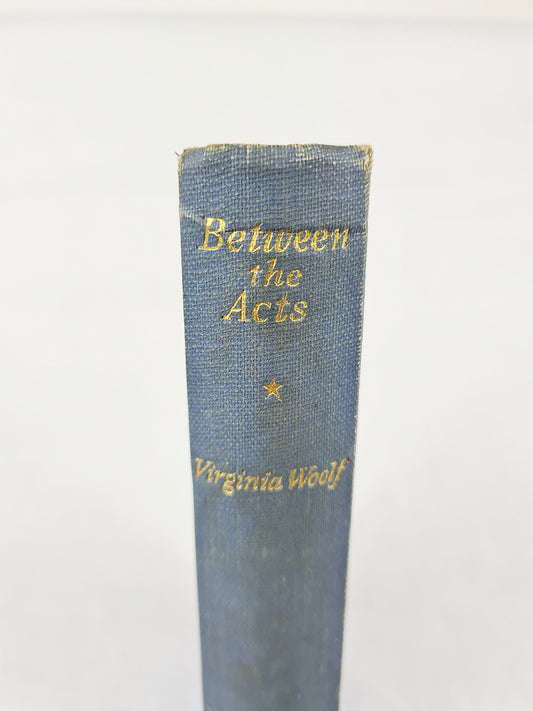 Between
the
Acts
Virginia Woolf